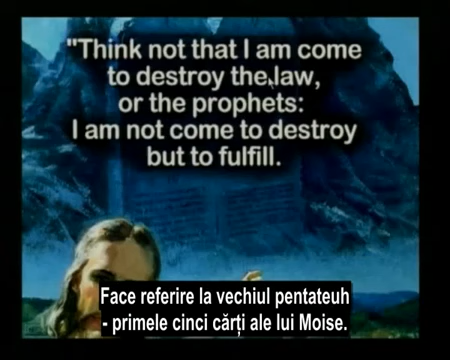 "Think not that I am come
to destroy the law,
or the prophets:
I am not come to destroy
but to fulfill.
Face referire la vechiul pentateuh
- primele cinci cărți ale lui Moise.